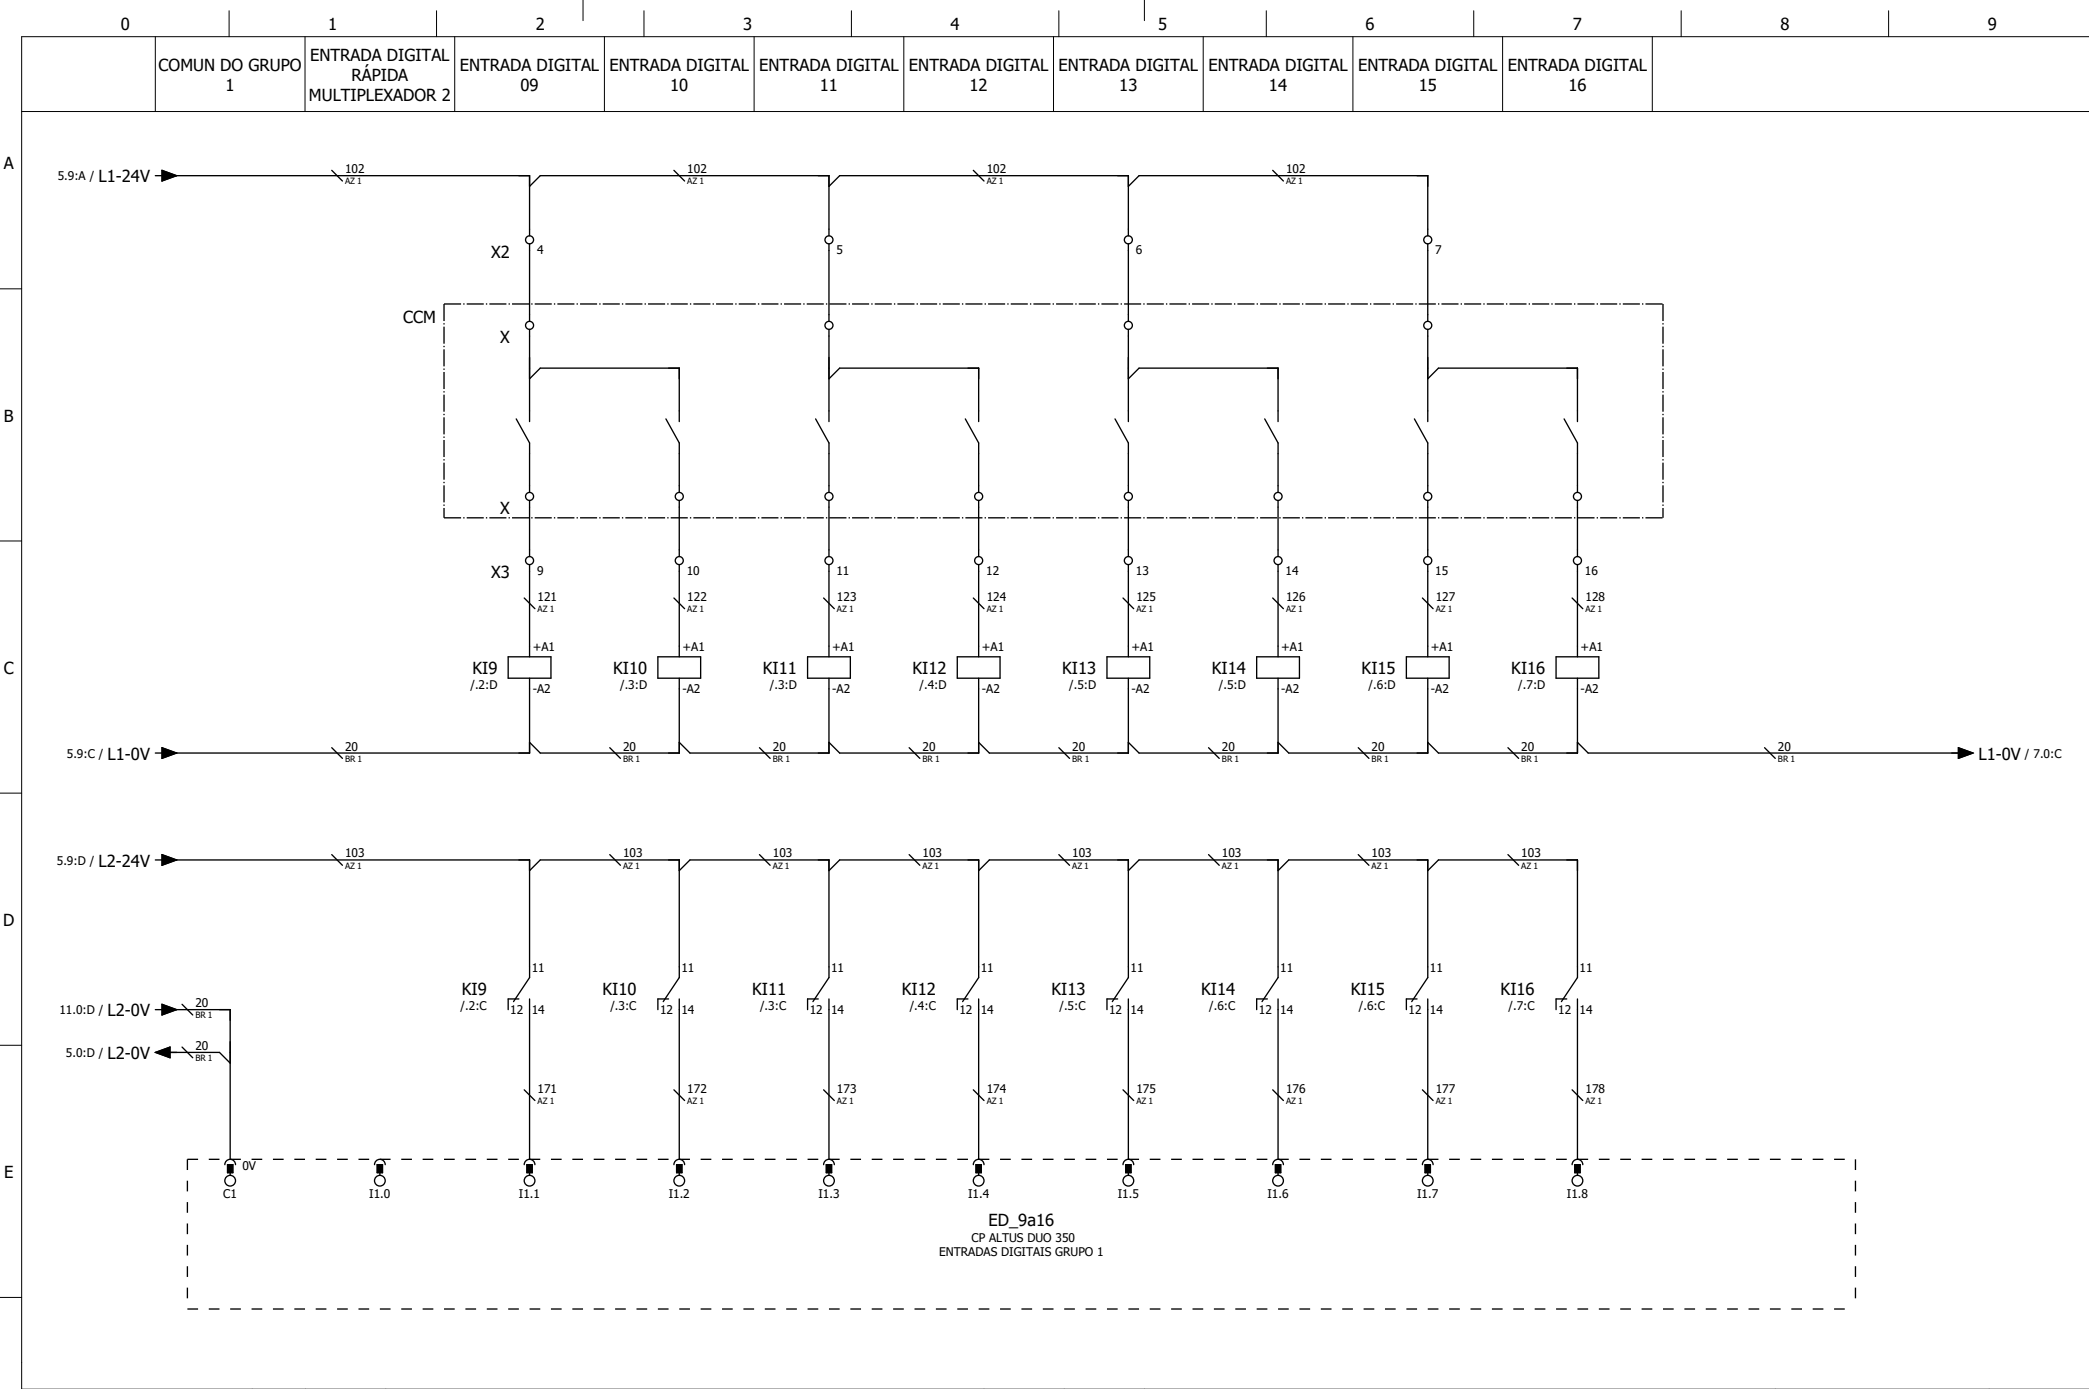 0 1 2 3 4 5 6 7 8 9
COMUN DO GRUPO
1
ENTRADA DIGITAL
RÁPIDA
MULTIPLEXADOR 2
ENTRADA DIGITAL
09
ENTRADA DIGITAL
10
ENTRADA DIGITAL
11
ENTRADA DIGITAL
12
ENTRADA DIGITAL
13
ENTRADA DIGITAL
14
ENTRADA DIGITAL
15
ENTRADA DIGITAL
16
A
5.9:A / L1-24V 102 102 102 102
AZ 1 AZ 1 AZ 1 AZ 1
X2 4 5 6 7
CCM
X
B
X
X3 9 10 11 12 13 14 15 16
121 122 123 124 125 126 127 128
AZ 1 AZ 1 AZ 1 AZ 1 AZ 1 AZ 1 AZ 1 AZ 1
+A1 +A1 +A1 +A1 +A1 +A1 +A1 +A1
C
KI9 KI10 KI11 KI12 KI13 KI14 KI15 KI16
/.2:D /.3:D /.3:D /.4:D /.5:D /.5:D /.6:D /.7:D
-A2 -A2 -A2 -A2 -A2 -A2 -A2 -A2
5.9:C / L1-0V 20 20 20 20 20 20 20 20 20 L1-0V / 7.0:C
BR 1 BR 1 BR 1 BR 1 BR 1 BR 1 BR 1 BR 1 BR 1
5.9:D / L2-24V 103 103 103 103 103 103 103 103
AZ 1 AZ 1 AZ 1 AZ 1 AZ 1 AZ 1 AZ 1 AZ 1
D
11 11 11 11 11 11 11 11
KI9 KI10 KI11 KI12 KI13 KI14 KI15 KI16
/.2:C /.3:C /.3:C /.4:C /.5:C /.6:C /.6:C /.7:C
12 14 12 14 12 14 12 14 12 14 12 14 12 14 12 14
11.0:D / L2-0V 20
BR 1
5.0:D / L2-0V 20
BR 1
171 172 173 174 175 176 177 178
AZ 1 AZ 1 AZ 1 AZ 1 AZ 1 AZ 1 AZ 1 AZ 1
E
0V
C1 I1.0 I1.1 I1.2 I1.3 I1.4 I1.5 I1.6 I1.7 I1.8
ED_9a16
CP ALTUS DUO 350
ENTRADAS DIGITAIS GRUPO 1